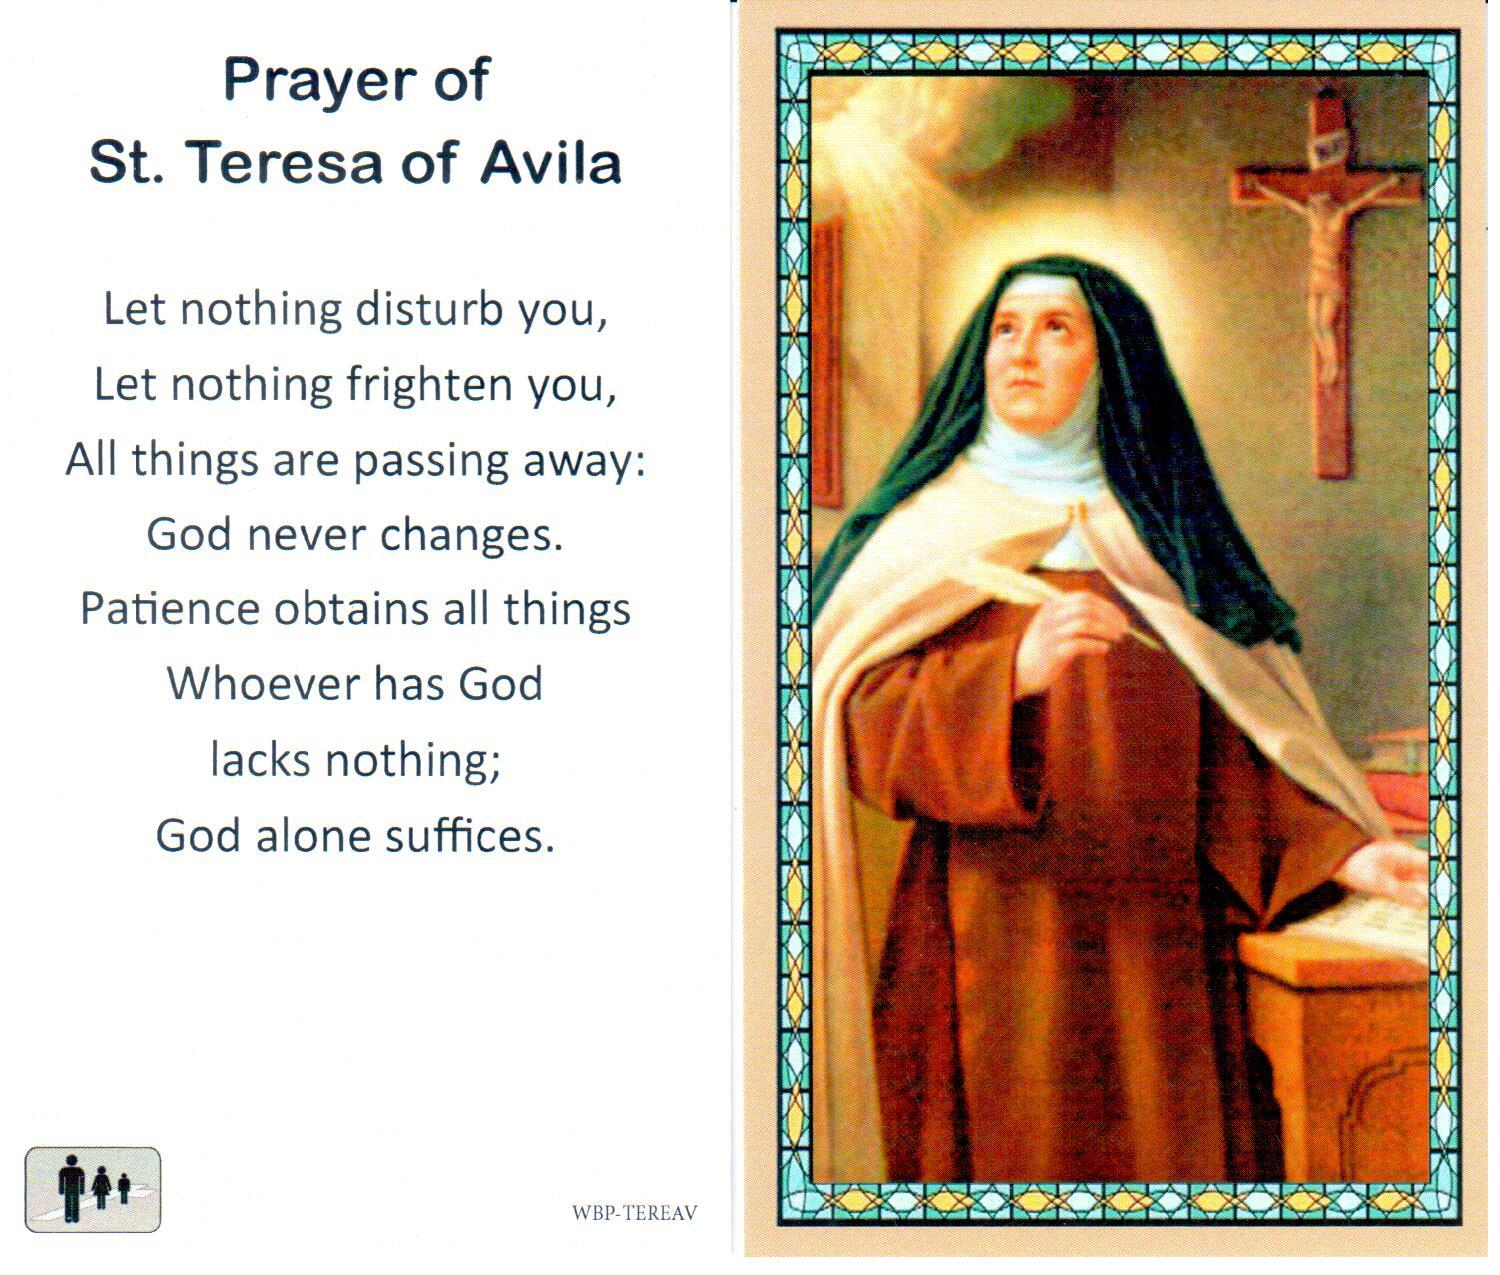 Prayer of
St. Teresa of Avila
Let nothing disturb you,
Let nothing frighten you,
All things are passing away:
God never changes.
Patience obtains all things
Whoever has God
lacks nothing;
God alone suffices.
WBP-TEREAV